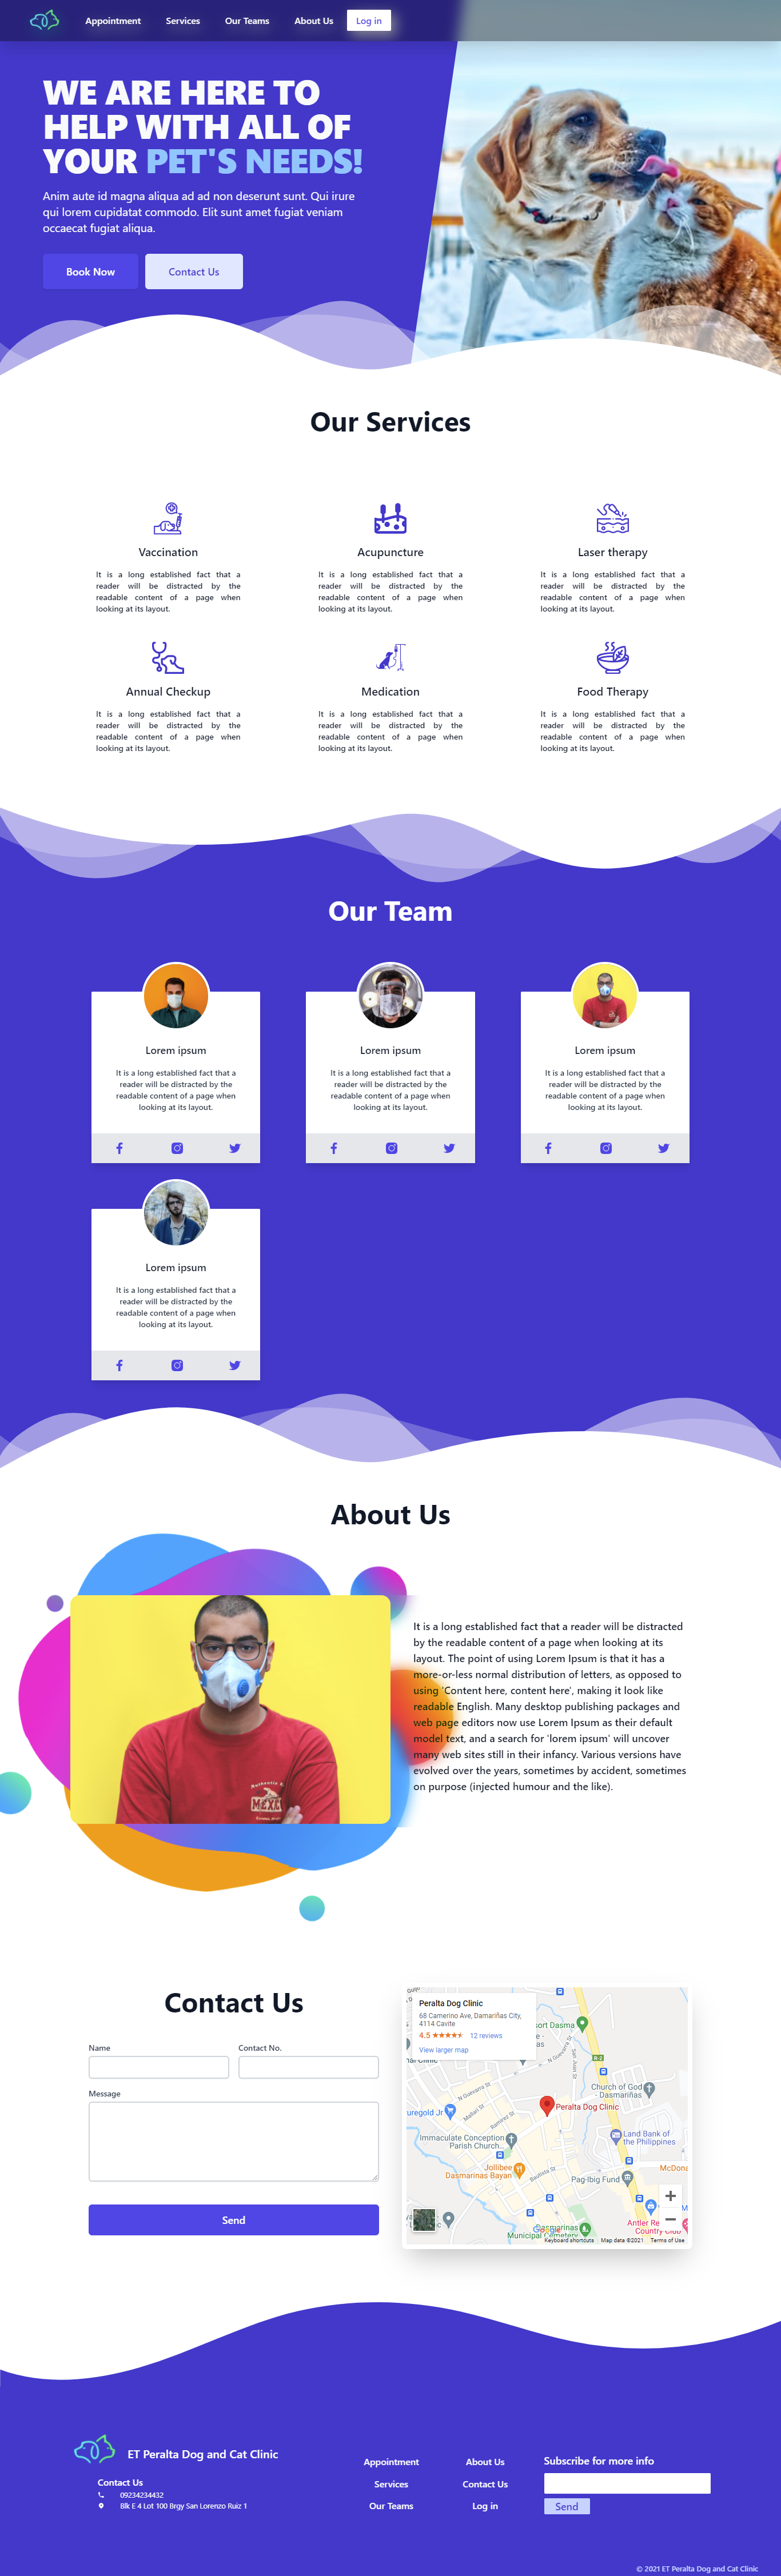 Appointment Services Our Teams About Us Log in
WE ARE HERE TO
HELP WITH ALL OF
YOUR PET'S NEEDS!
Anim aute id magna aliqua ad ad non deserunt sunt. Qui irure
qui lorem cupidatat commodo. Elit sunt amet fugiat veniam
occaecat fugiat aliqua.
Book Now Contact Us
Our Services
Vaccination
It is a long established fact that a
reader will be distracted by the
readable content of a page when
looking at its layout.
Acupuncture
It is a long established fact that a
reader will be distracted by the
readable content of a page when
looking at its layout.
Laser therapy
It is a long established fact that a
reader will be distracted by the
readable content of a page when
looking at its layout.
Annual Checkup
It is a long established fact that a
reader will be distracted by the
readable content of a page when
looking at its layout.
Medication
It is a long established fact that a
reader will be distracted by the
readable content of a page when
looking at its layout.
Food Therapy
It is a long established fact that a
reader will be distracted by the
readable content of a page when
looking at its layout.
Our Team
Lorem ipsum
It is a long established fact that a
reader will be distracted by the
readable content of a page when
looking at its layout.
Lorem ipsum
It is a long established fact that a
reader will be distracted by the
readable content of a page when
looking at its layout.
Lorem ipsum
It is a long established fact that a
reader will be distracted by the
readable content of a page when
looking at its layout.
Lorem ipsum
It is a long established fact that a
reader will be distracted by the
readable content of a page when
looking at its layout.
About Us
It is a long established fact that a reader will be distracted
by the readable content of a page when looking at its
layout. The point of using Lorem Ipsum is that it has a
more-or-less normal distribution of letters, as opposed to
using 'Content here, content here', making it look like
readable English. Many desktop publishing packages and
web page editors now use Lorem Ipsum as their default
model text, and a search for 'lorem ipsum' will uncover
many web sites still in their infancy. Various versions have
evolved over the years, sometimes by accident, sometimes
on purpose (injected humour and the like).
Contact Us
Name
Contact No.
Message
Send
Peralta Dog Clinic
68 Camerino Ave, Damariñas City,
4114 Cavite
4.5 12 reviews
View larger map
sort Dasma
N Guevarra St
San Juan St
Church of God -
Dasmariñas
Peralta Dog Clinic
uregold Jr
N Guevarra St
Malinari St
Ramirez St
Immaculate Conception
Parish Church...
Land Bank of
the Philippines
Jollibee
Dasmarinas Bayan
Bautista St
Pag-Ibig Fund
McDona
Antler Re
Country Club
Dasmarinas
Municipal Cemetery
Google
Keyboard shortcuts Map data ©2021 Terms of Use
ET Peralta Dog and Cat Clinic
Contact Us
09234234432
Blk E 4 Lot 100 Brgy San Lorenzo Ruiz 1
Appointment
Services
Our Teams
About Us
Contact Us
Log in
Subscribe for more info
Send
© 2021 ET Peralta Dog and Cat Clinic